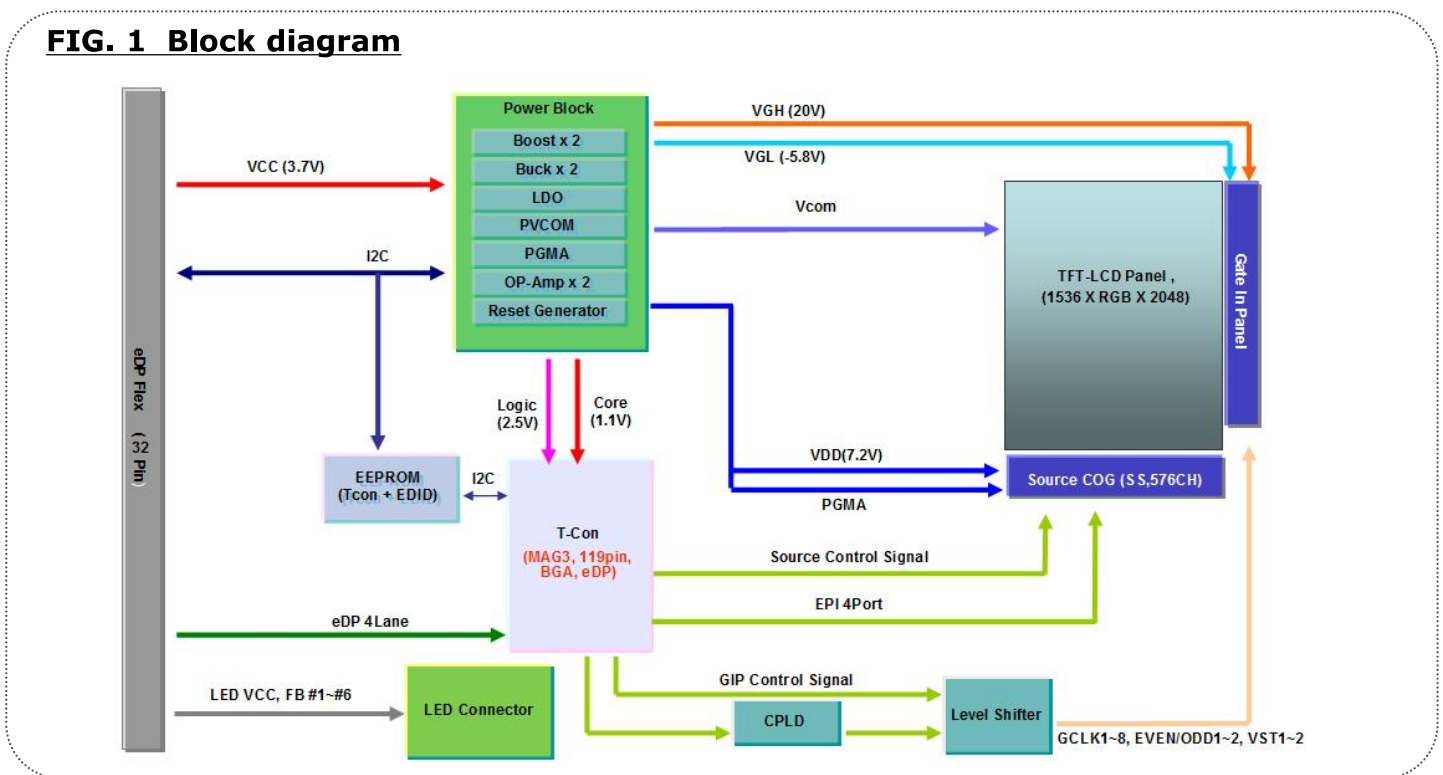 FIG. 1 Block diagram
eDP Flex (32 Pin)
VCC (3.7V)
I2C
Power Block
Boost x 2
Buck x 2
LDO
PVCOM
PGMA
OP-Amp x 2
Reset Generator
VGH (20V)
VGL (-5.8V)
Vcom
TFT-LCD Panel ,
(1536 X RGB X 2048)
Gate In Panel
Logic
(2.5V)
Core
(1.1V)
VDD(7.2V)
PGMA
Source COG (SS,576CH)
EEPROM
(Tcon + EDID)
I2C
T-Con
(MAG3, 119pin,
BGA, eDP)
Source Control Signal
EPI 4Port
eDP 4Lane
LED VCC, FB #1~#6
LED Connector
GIP Control Signal
CPLD
Level Shifter
GCLK1~8, EVEN/ODD1~2, VST1~2